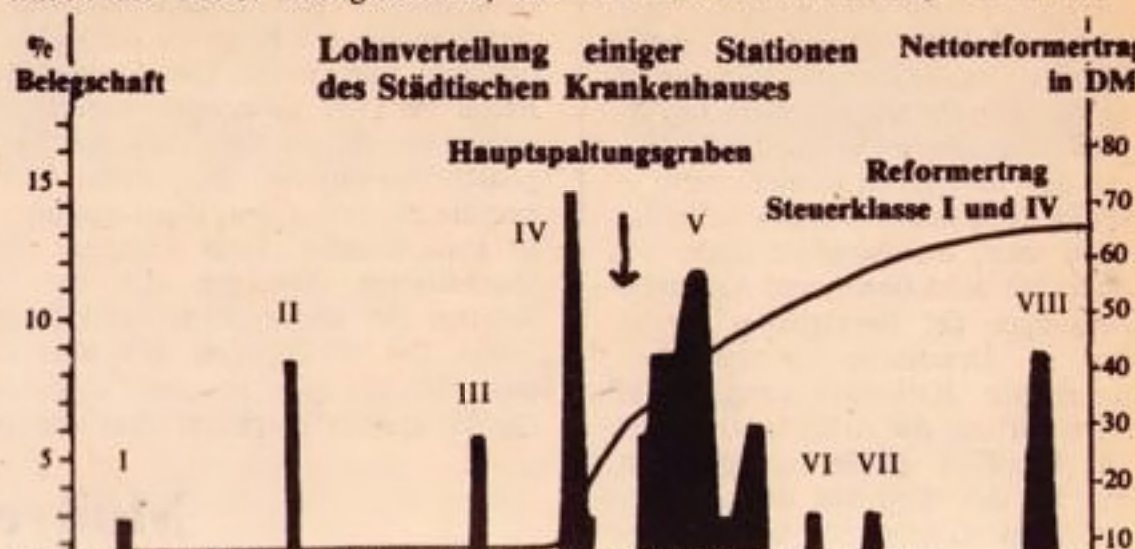 %
Belegschaft
Lohnverteilung einiger Stationen
des Städtischen Krankenhauses
Nettoreformertrag
in DM
Hauptspaltungsgraben
Reformertrag
Steuerklasse I und IV
80
15
70
IV
V
60
VIII
II
50
10
40
III
30
5
I
VI
VII
20
10